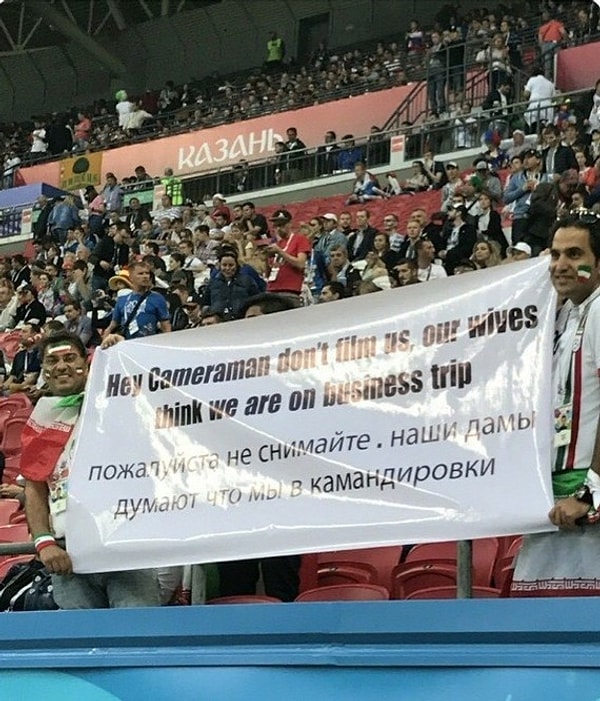 КАЗАНЬ
Hey Cameraman don't film us, our wives
think we are on business trip
пожалуйста не снимайте . наши дамы
думают что мы в камандировки